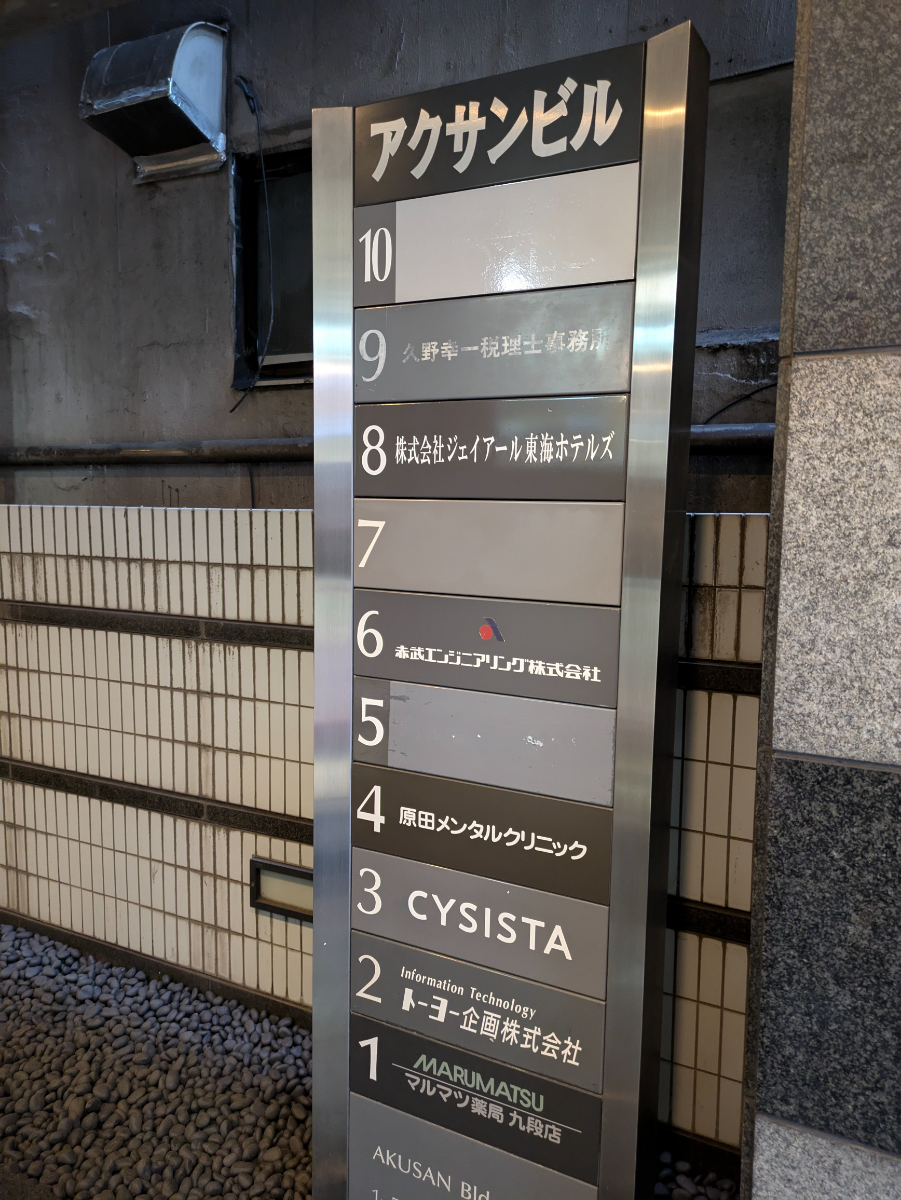 アクサンビル
10
9 久野幸一税理士事務所
8 株式会社ジェイアール東海ホテルズ
7
6 赤武エンジニアリング株式会社
5
4 原田メンタルクリニック
3 CYSISTA
2 Information Technology
トーヨー企画株式会社
1 MARUMATSU
マルマツ薬局 九段店
AKUSAN Bld